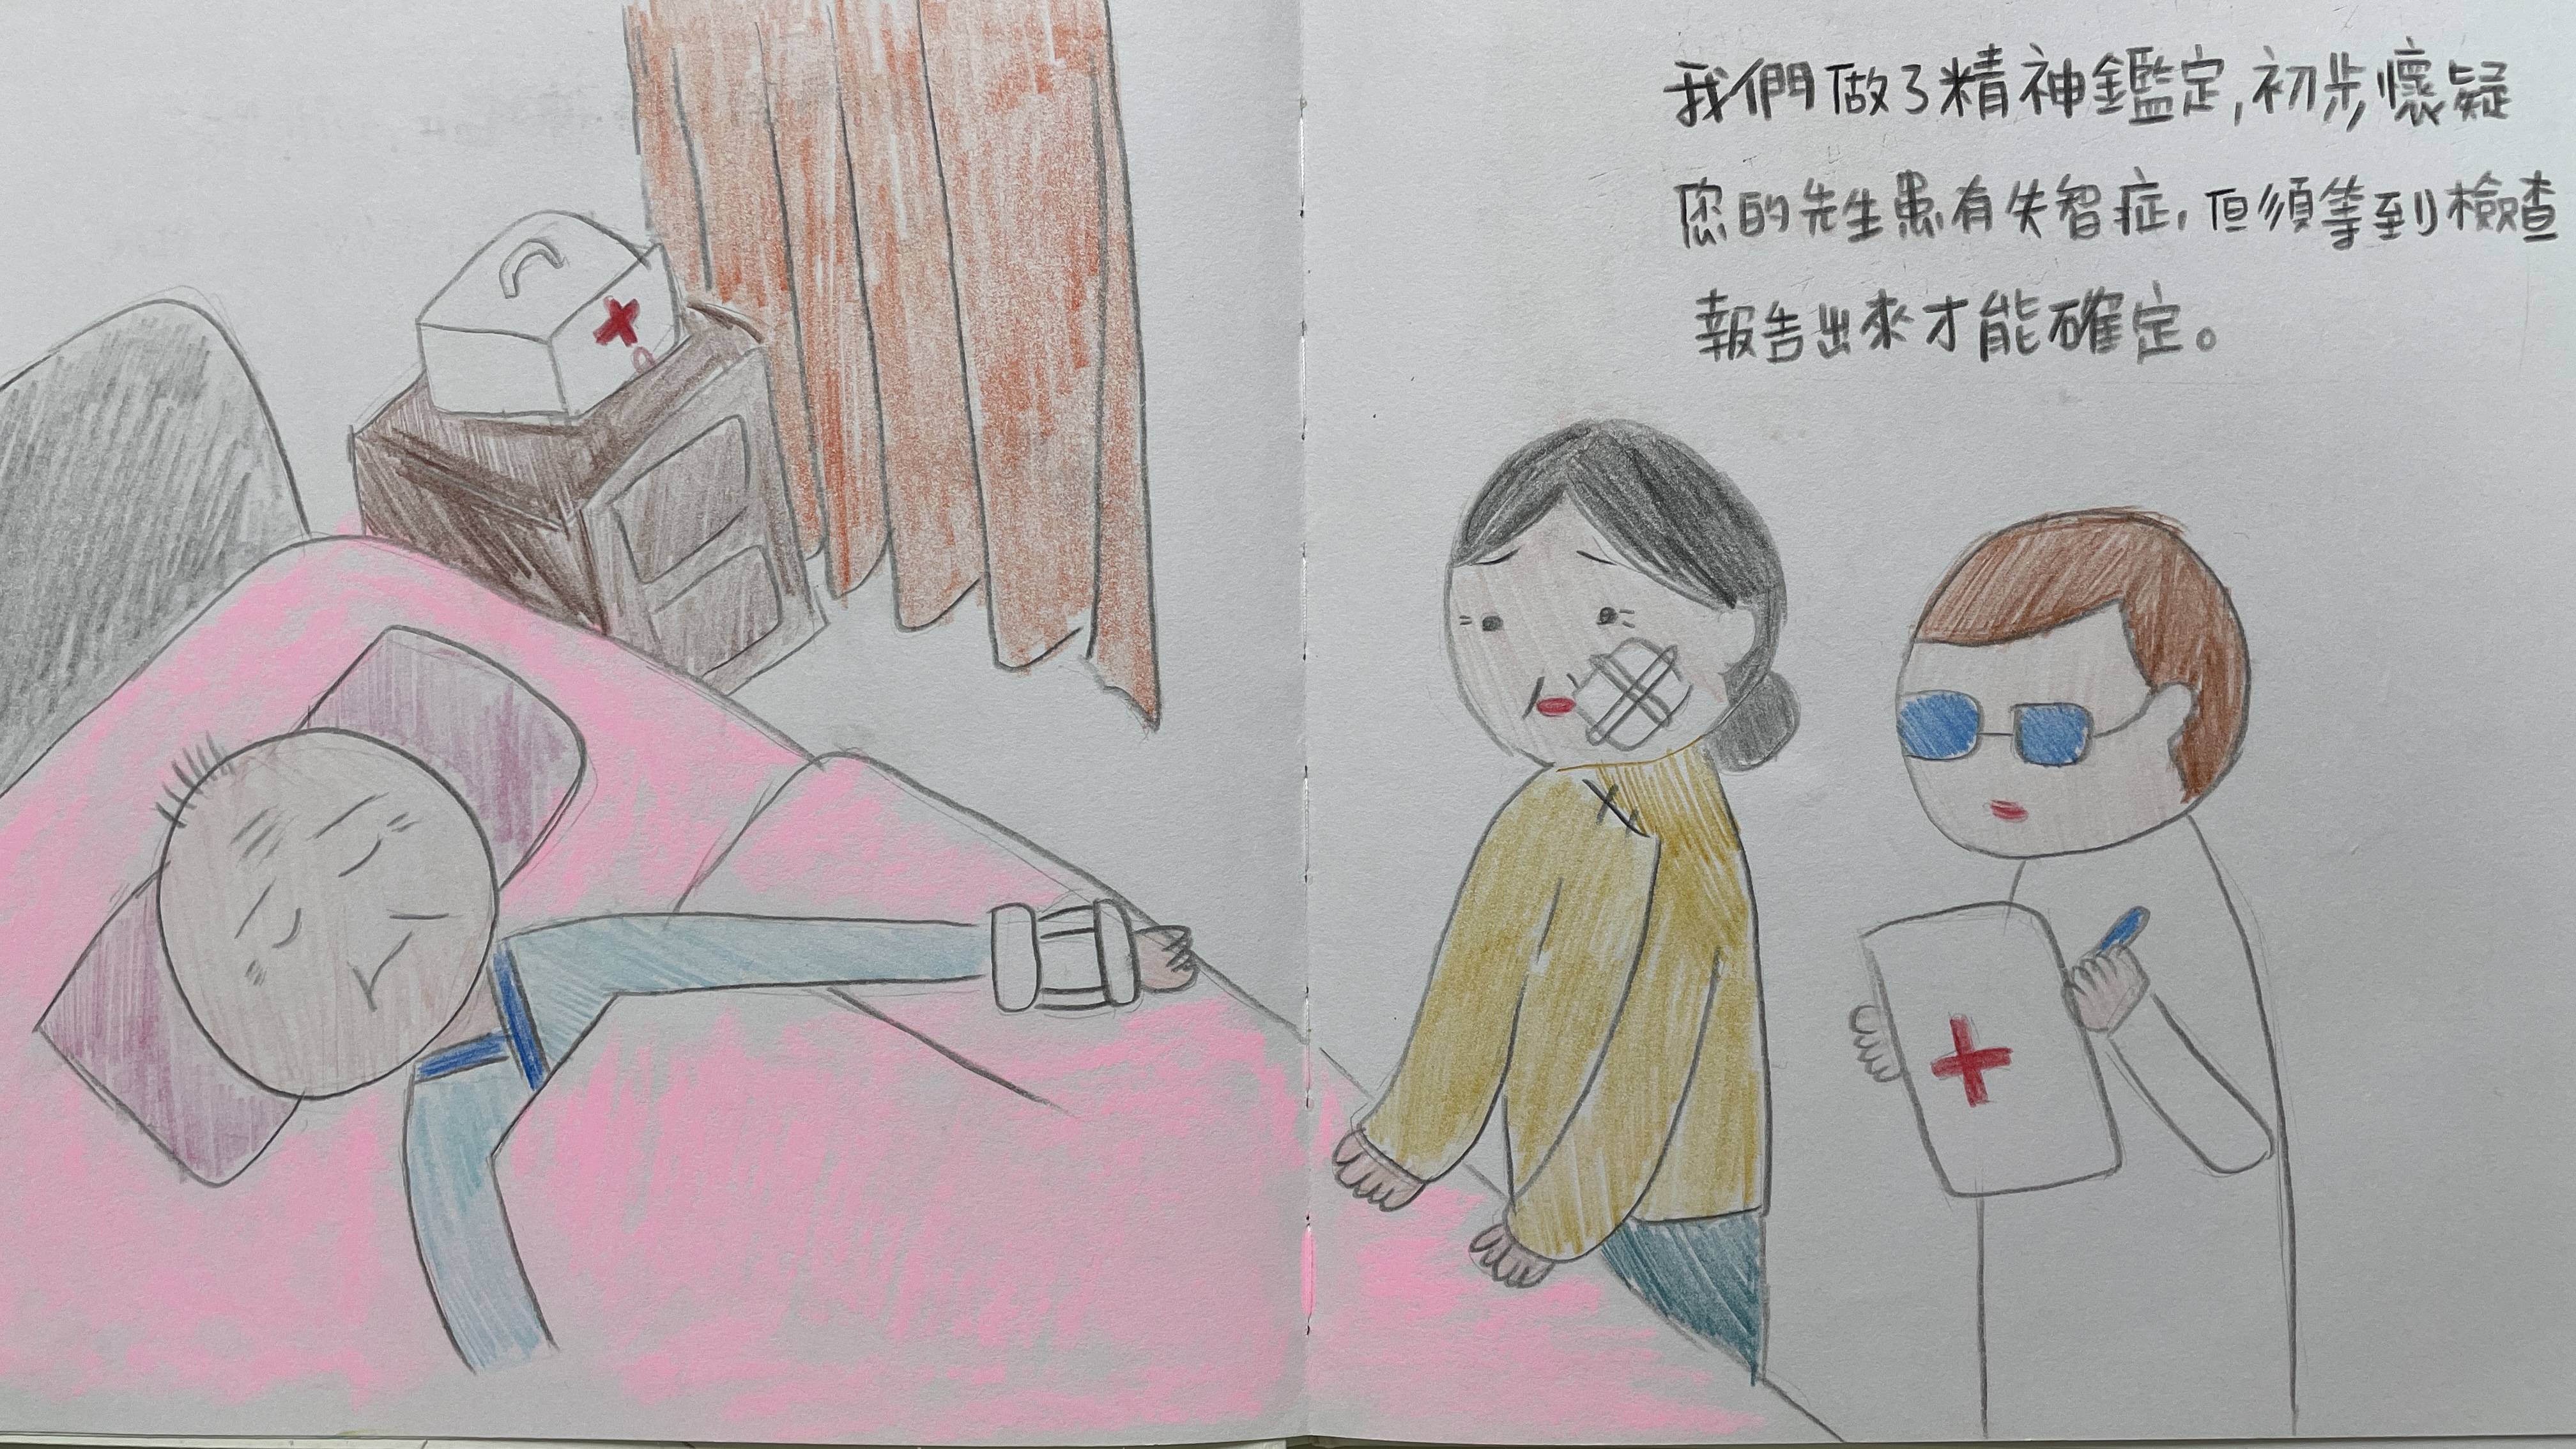 我們做了精神鑑定,初步懷疑
您的先生患有失智症,但須等到檢查
報告出來才能確定。